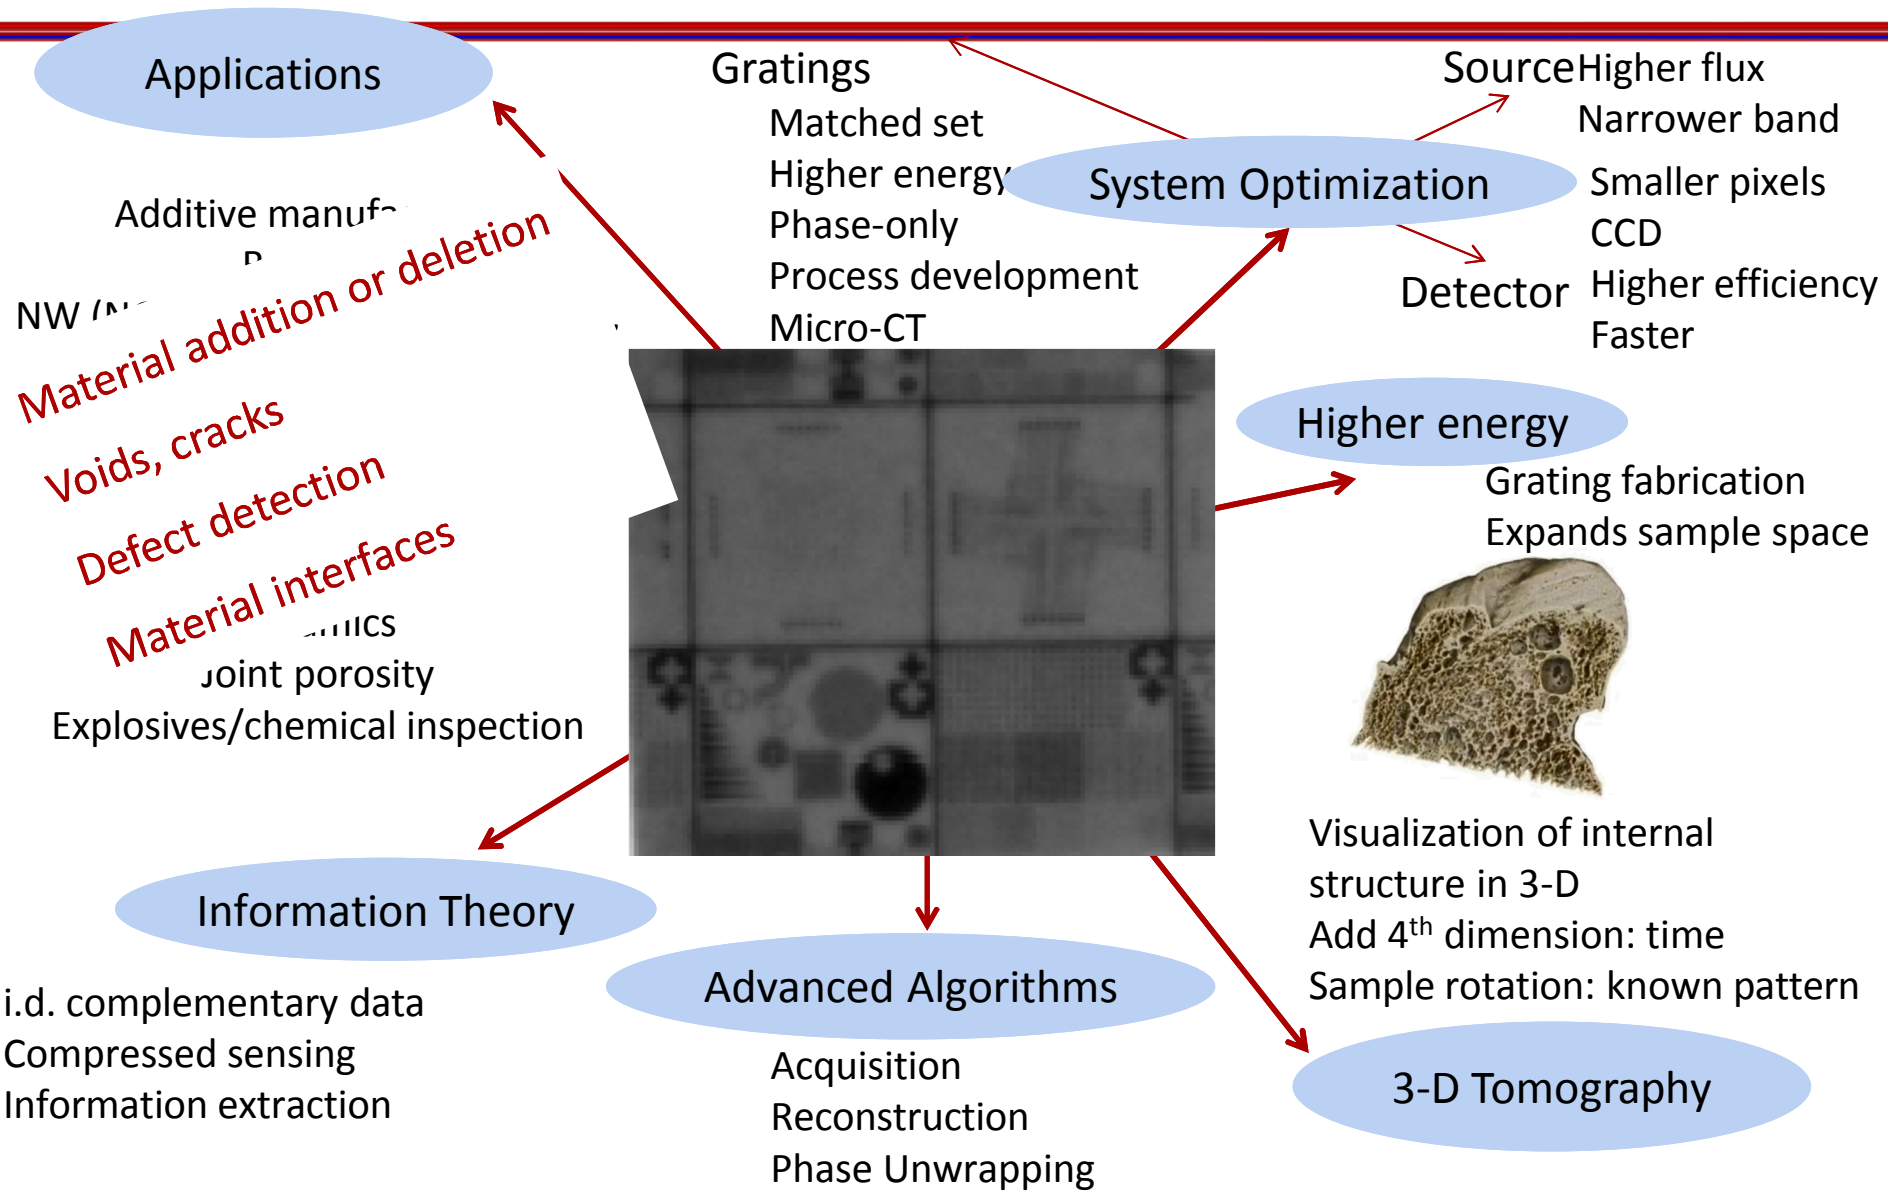 Applications
Additive
NW
Material addition or deletion
Voids, cracks
Defect detection
Material interfaces
Joint porosity
Explosives/chemical inspection
Gratings
Matched set
Higher energy
Phase-only
Process development
Micro-CT
System Optimization
Source
Higher flux
Narrower band
Detector
Smaller pixels
CCD
Higher efficiency
Faster
Higher energy
Grating fabrication
Expands sample space
Visualization of internal
structure in 3-D
Add 4th dimension: time
Sample rotation: known pattern
3-D Tomography
Information Theory
i.d. complementary data
Compressed sensing
Information extraction
Advanced Algorithms
Acquisition
Reconstruction
Phase Unwrapping